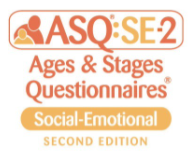 ASQ:SE-2
Ages & Stages
Questionnaires®
Social-Emotional
SECOND EDITION